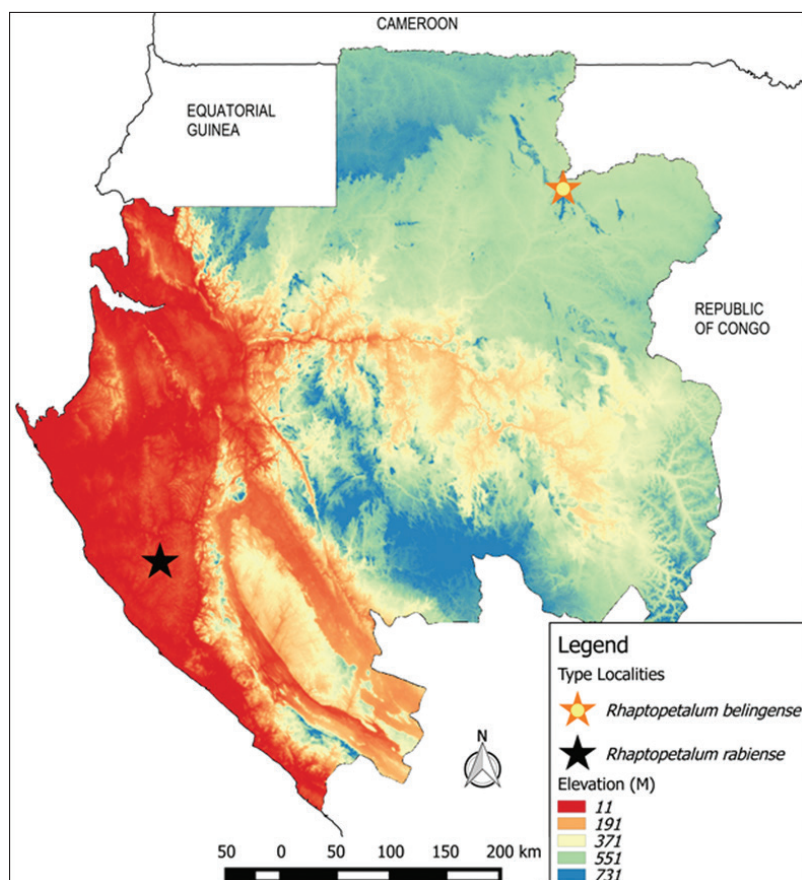 CAMEROON
EQUATORIAL
GUINEA
REPUBLIC
OF CONGO
Legend
Type Localities
Rhaptopetalum belingense
Rhaptopetalum rabiense
N
Elevation (M)
11
191
371
551
731
50 0 50 100 150 200 km